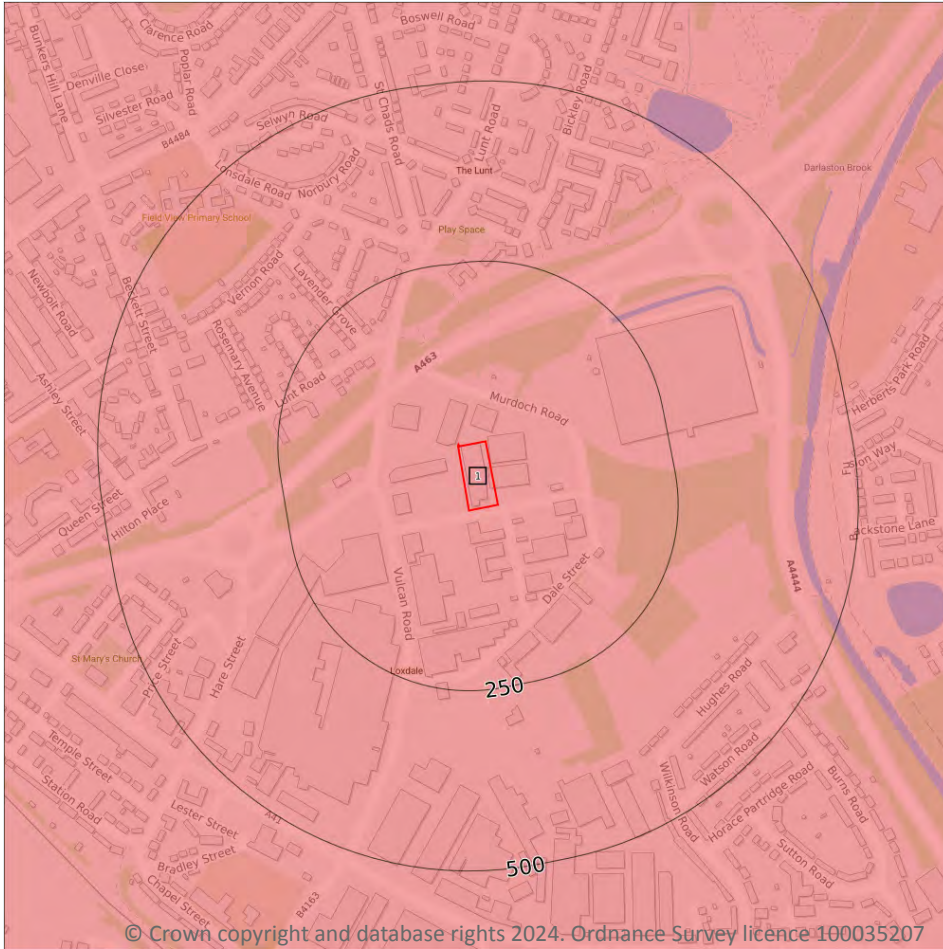 Boswell Road
Clarence Road
Bunkers Hill Lane
Denville Close
Poplar Road
Silvester Road
St Chads Road
Bickley Road
Lunt Road
Selwyn Road
B4484
The Lunt
Darlaston Brook
Lonsdale Road
Norbury Road
Field View Primary School
Play Space
Vernon Road
Lavender Grove
Newbolt Road
Beckett Street
Rosemary Avenue
A463
Herberts Park Road
Lunt Road
Ashley Street
Murdoch Road
1
Queen Street
Hilton Place
son Way
Backstone Lane
Vulcan Road
Dale Street
A4444
St Mary's Church
Price Street
Hare Street
Loxdale
250
Hughes Road
Temple Street
Station Road
Watson Road
Wilkinson Road
Burns Road
Horace Partridge Road
Lester Street
A41
Sutton Road
Bradley Street
500
Chapel Street
B4163
© Crown copyright and database rights 2024. Ordnance Survey licence 100035207